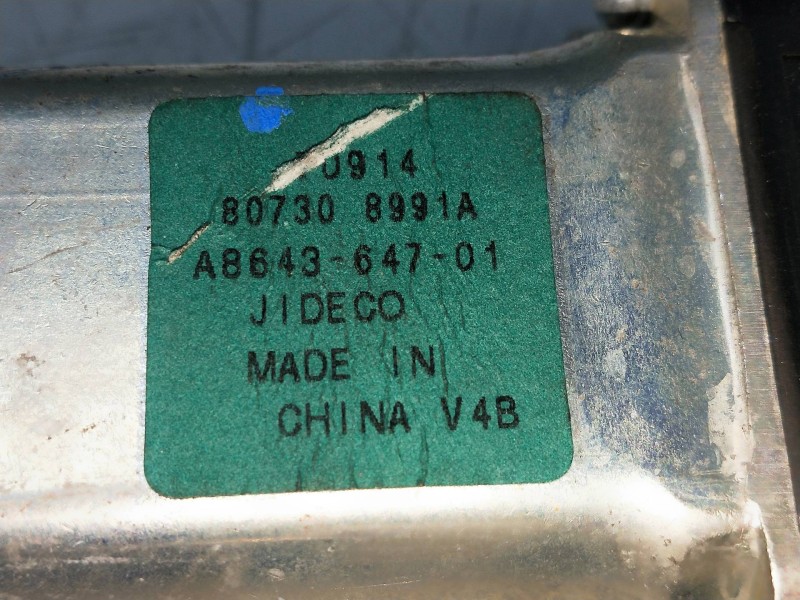 0914
80730 8991A
A8643-647-01
JIDECO
MADE IN
CHINA V4B